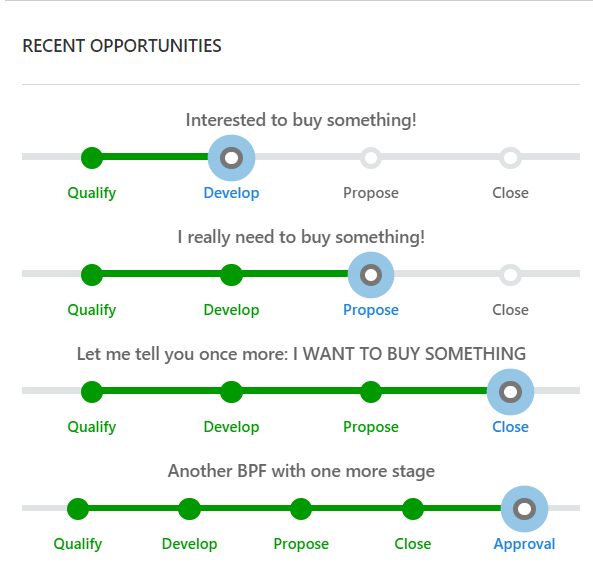 RECENT OPPORTUNITIES
Interested to buy something!
Qualify Develop Propose Close
I really need to buy something!
Qualify Develop Propose Close
Let me tell you once more: I WANT TO BUY SOMETHING
Qualify Develop Propose Close
Another BPF with one more stage
Qualify Develop Propose Close Approval